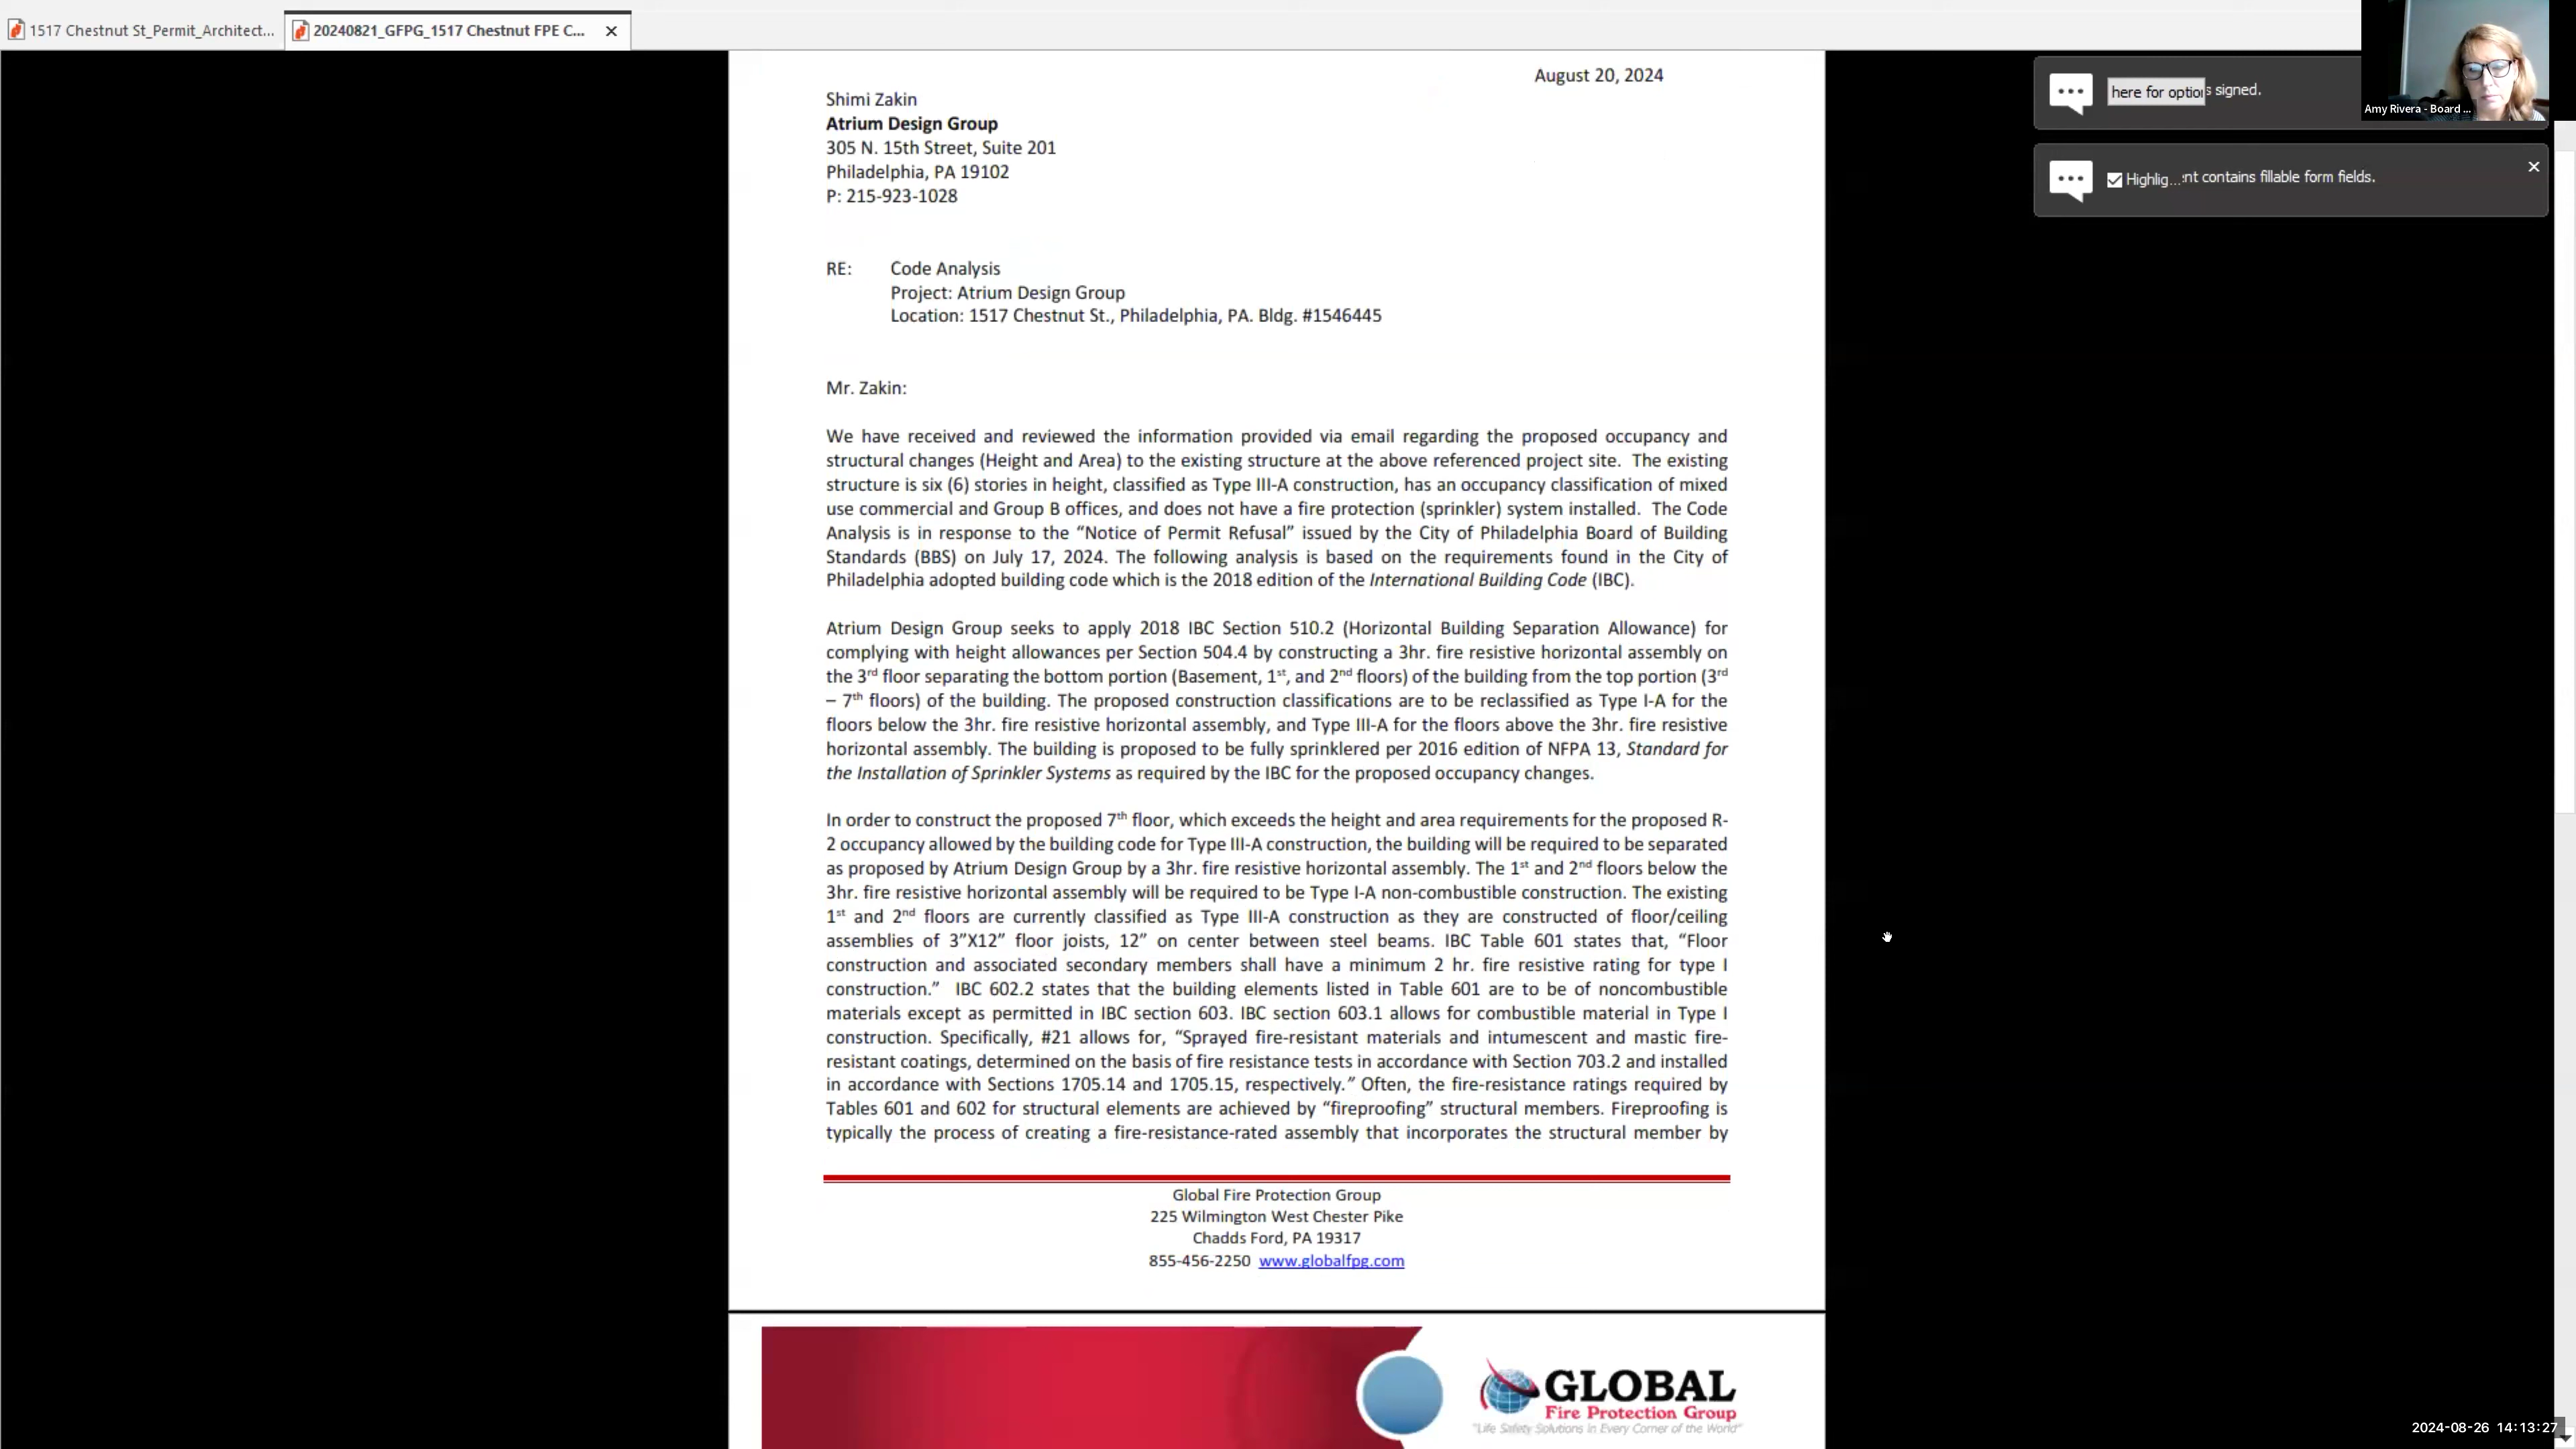 1517 Chestnut St_Permit_Architect...
20240821_GFPG_1517 Chestnut FPE C...
here for option
s signed.
Amy Rivera - Board ...
Highlig...
nt contains fillable form fields.
August 20, 2024
Shimi Zakin
Atrium Design Group
305 N. 15th Street, Suite 201
Philadelphia, PA 19102
P: 215-923-1028
RE: Code Analysis
Project: Atrium Design Group
Location: 1517 Chestnut St., Philadelphia, PA. Bldg. #1546445
Mr. Zakin:
We have received and reviewed the information provided via email regarding the proposed occupancy and
structural changes (Height and Area) to the existing structure at the above referenced project site. The existing
structure is six (6) stories in height, classified as Type III-A construction, has an occupancy classification of mixed
use commercial and Group B offices, and does not have a fire protection (sprinkler) system installed. The Code
Analysis is in response to the “Notice of Permit Refusal” issued by the City of Philadelphia Board of Building
Standards (BBS) on July 17, 2024. The following analysis is based on the requirements found in the City of
Philadelphia adopted building code which is the 2018 edition of the International Building Code (IBC).
Atrium Design Group seeks to apply 2018 IBC Section 510.2 (Horizontal Building Separation Allowance) for
complying with height allowances per Section 504.4 by constructing a 3hr. fire resistive horizontal assembly on
the 3rd floor separating the bottom portion (Basement, 1st, and 2nd floors) of the building from the top portion (3rd
– 7th floors) of the building. The proposed construction classifications are to be reclassified as Type I-A for the
floors below the 3hr. fire resistive horizontal assembly, and Type III-A for the floors above the 3hr. fire resistive
horizontal assembly. The building is proposed to be fully sprinklered per 2016 edition of NFPA 13, Standard for
the Installation of Sprinkler Systems as required by the IBC for the proposed occupancy changes.
In order to construct the proposed 7th floor, which exceeds the height and area requirements for the proposed R-
2 occupancy allowed by the building code for Type III-A construction, the building will be required to be separated
as proposed by Atrium Design Group by a 3hr. fire resistive horizontal assembly. The 1st and 2nd floors below the
3hr. fire resistive horizontal assembly will be required to be Type I-A non-combustible construction. The existing
1st and 2nd floors are currently classified as Type III-A construction as they are constructed of floor/ceiling
assemblies of 3”X12” floor joists, 12” on center between steel beams. IBC Table 601 states that, “Floor
construction and associated secondary members shall have a minimum 2 hr. fire resistive rating for type I
construction.” IBC 602.2 states that the building elements listed in Table 601 are to be of noncombustible
materials except as permitted in IBC section 603. IBC section 603.1 allows for combustible material in Type I
construction. Specifically, #21 allows for, “Sprayed fire-resistant materials and intumescent and mastic fire-
resistant coatings, determined on the basis of fire resistance tests in accordance with Section 703.2 and installed
in accordance with Sections 1705.14 and 1705.15, respectively.” Often, the fire-resistance ratings required by
Tables 601 and 602 for structural elements are achieved by “fireproofing” structural members. Fireproofing is
typically the process of creating a fire-resistance-rated assembly that incorporates the structural member by
Global Fire Protection Group
225 Wilmington West Chester Pike
Chadds Ford, PA 19317
855-456-2250 www.globalfpg.com
GLOBAL
Fire Protection Group
"Life Safety Solutions in Every Corner of the World"
2024-08-26 14:13:27